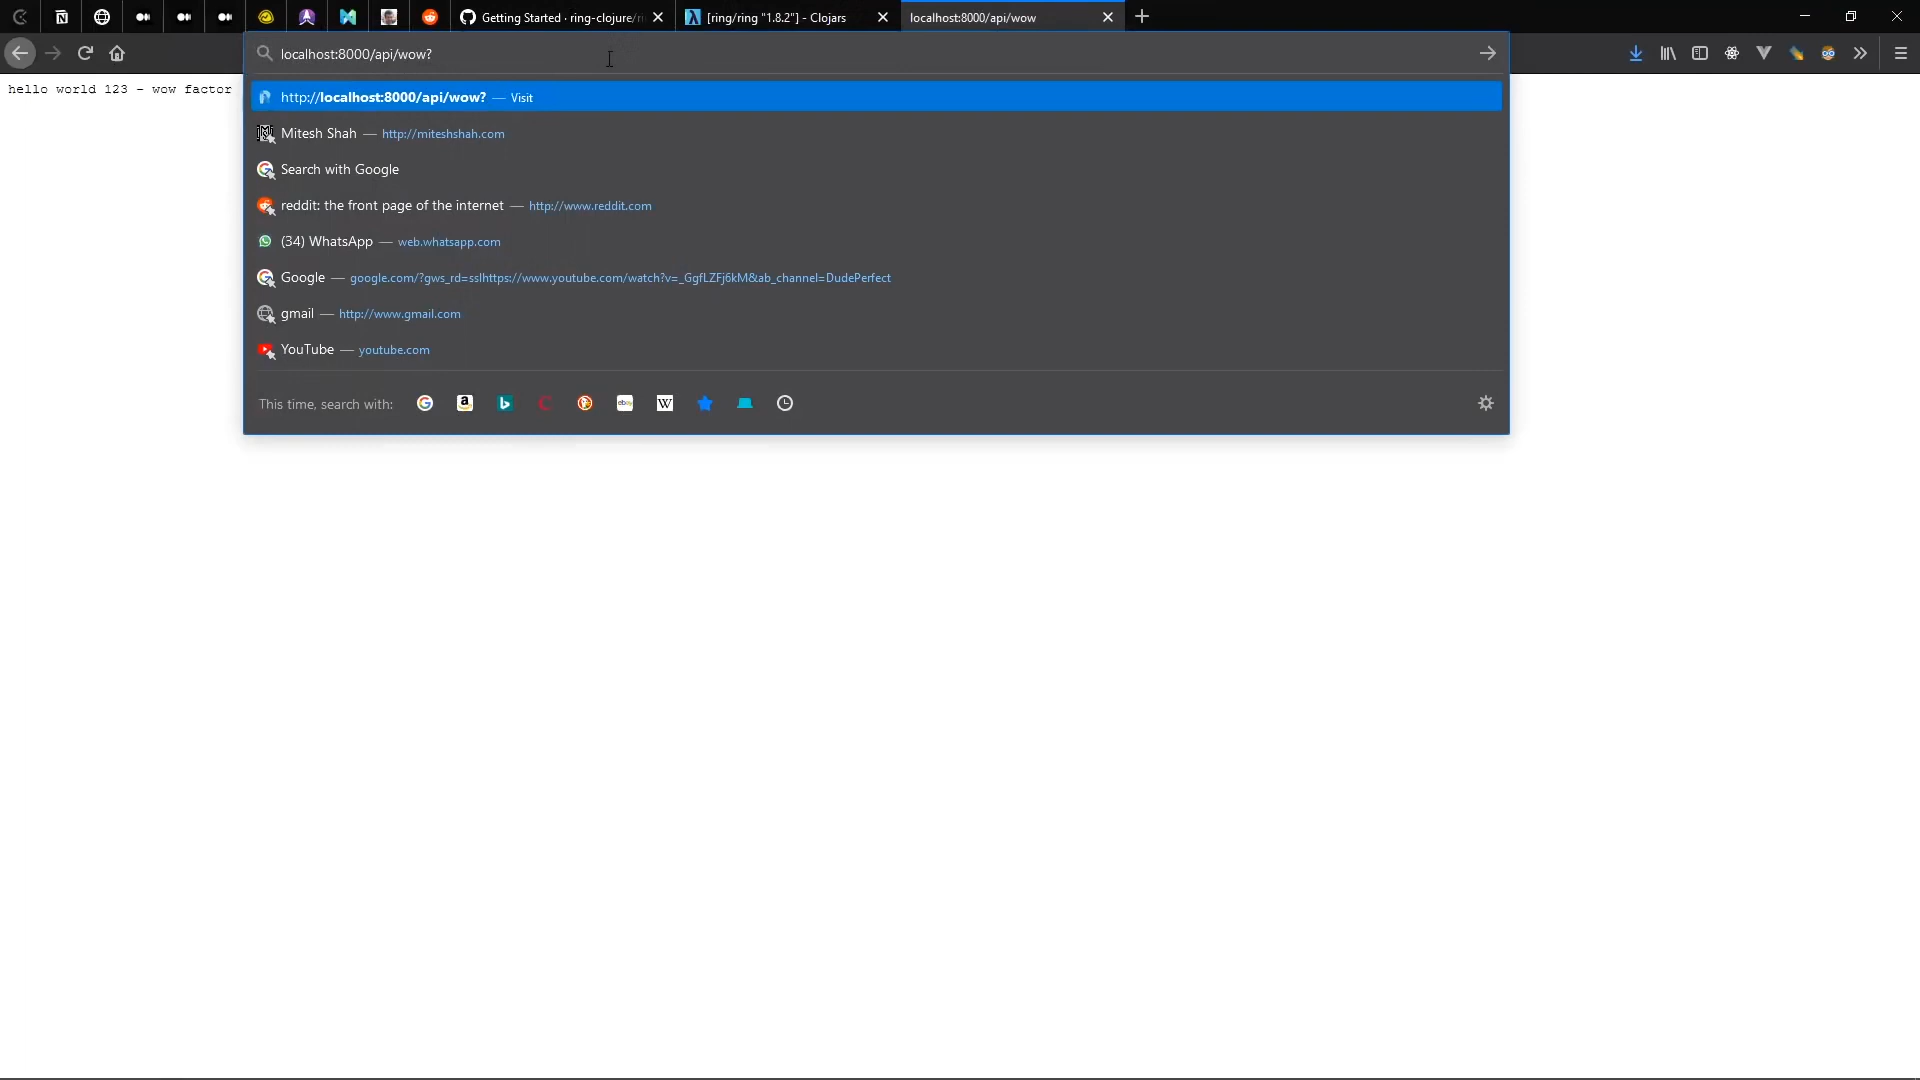 Getting Started · ring-clojure/ri
[ring/ring "1.8.2"] - Clojars
localhost:8000/api/wow
localhost:8000/api/wow?
hello world 123 - wow factor
http://localhost:8000/api/wow? — Visit
Mitesh Shah — http://miteshshah.com
Search with Google
reddit: the front page of the internet — http://www.reddit.com
(34) WhatsApp — web.whatsapp.com
Google — google.com/?gws_rd=sslhttps://www.youtube.com/watch?v=_GgfLZFj6kM&ab_channel=DudePerfect
gmail — http://www.gmail.com
YouTube — youtube.com
This time, search with: